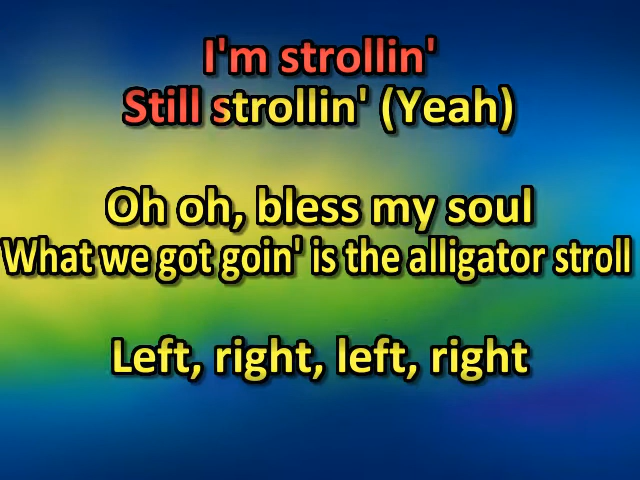 I'm strollin'
Still strollin' (Yeah)
Oh oh, bless my soul
What we got goin' is the alligator stroll
Left, right, left, right